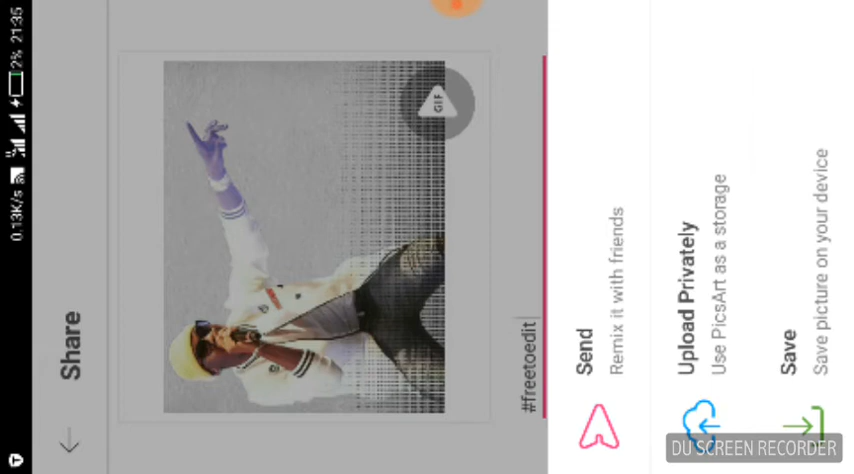 0.13K/s 2% 21:35
Share
GIF
#freetoedit
Send
Remix it with friends
Upload Privately
Use PicsArt as a storage
Save
Save picture on your device
DU SCREEN RECORDER